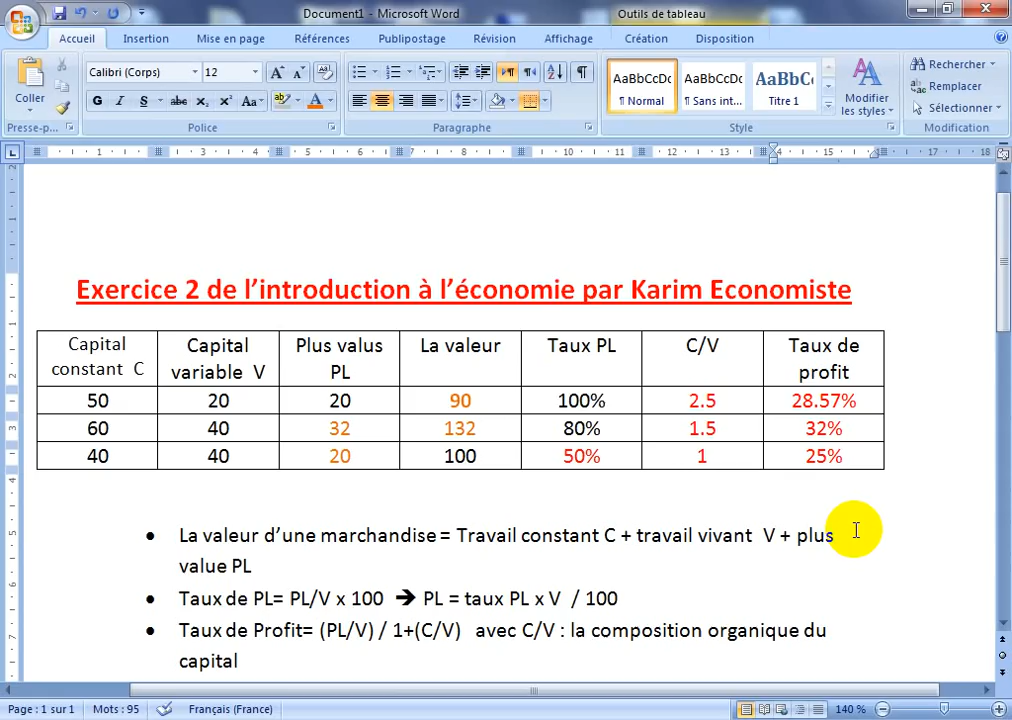 Document1 - Microsoft Word
Outils de tableau
Accueil Insertion Mise en page Références Publipostage Révision Affichage Création Disposition
Coller
Calibri (Corps) 12
AaBbCcDc AaBbCcDc AaBbC
¶ Normal ¶ Sans int... Titre 1
Modifier
les styles
Rechercher
Remplacer
Sélectionner
Presse-p... Police Paragraphe Style Modification
Exercice 2 de l’introduction à l’économie par Karim Economiste
Capital constant C
Capital variable V
Plus valus PL
La valeur
Taux PL
C/V
Taux de profit
50 20 20 90 100% 2.5 28.57%
60 40 32 132 80% 1.5 32%
40 40 20 100 50% 1 25%
• La valeur d’une marchandise = Travail constant C + travail vivant V + plus
value PL
• Taux de PL= PL/V x 100 ➔ PL = taux PL x V / 100
• Taux de Profit= (PL/V) / 1+(C/V) avec C/V : la composition organique du
capital
Page : 1 sur 1 Mots : 95 Français (France) 140 %